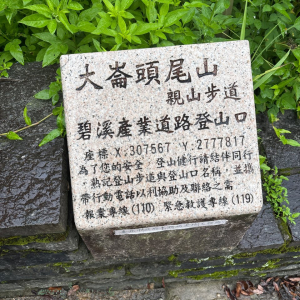 大崙頭尾山
親山步道
碧溪產業道路登山口
座標 X:307567 Y:2777817
為了您的安全 登山健行請結伴同行
熟記登山步道與登山口名稱，並攜
帶行動電話以利協助及聯絡之需
報案專線(110) 緊急救護專線(119)